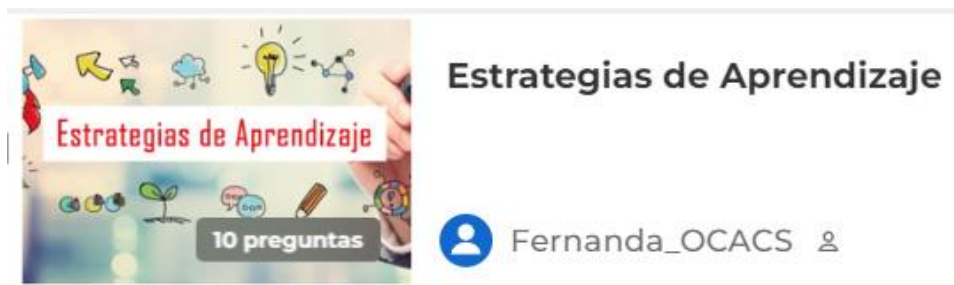 Estrategias de Aprendizaje
10 preguntas
Estrategias de Aprendizaje
Fernanda_OCACS